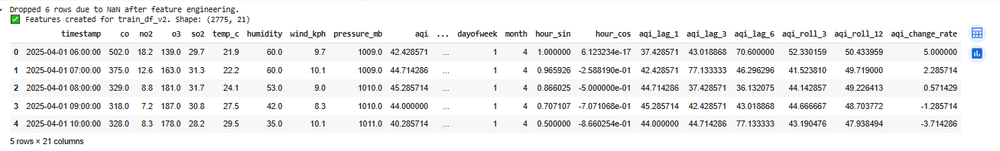 Dropped 6 rows due to NaN after feature engineering.
✅ Features created for train_df_v2. Shape: (2775, 21)
timestamp co no2 o3 so2 temp_c humidity wind_kph pressure_mb aqi ... dayofweek month hour_sin hour_cos aqi_lag_1 aqi_lag_3 aqi_lag_6 aqi_roll_3 aqi_roll_12 aqi_change_rate
0 2025-04-01 06:00:00 502.0 18.2 139.0 29.7 21.9 60.0 9.7 1009.0 42.428571 ... 1 4 1.000000 6.123234e-17 37.428571 43.018868 70.600000 52.330159 50.433959 5.000000
1 2025-04-01 07:00:00 375.0 12.6 163.0 31.3 22.2 60.0 10.1 1009.0 44.714286 ... 1 4 0.965926 -2.588190e-01 42.428571 77.133333 46.296296 41.523810 49.719000 2.285714
2 2025-04-01 08:00:00 329.0 8.8 181.0 31.7 24.1 53.0 9.0 1010.0 45.285714 ... 1 4 0.866025 -5.000000e-01 44.714286 37.428571 36.132075 44.142857 49.226413 0.571429
3 2025-04-01 09:00:00 318.0 7.2 187.0 30.8 27.5 42.0 8.3 1010.0 44.000000 ... 1 4 0.707107 -7.071068e-01 45.285714 42.428571 43.018868 44.666667 48.703772 -1.285714
4 2025-04-01 10:00:00 328.0 8.3 178.0 28.2 29.5 35.0 10.1 1011.0 40.285714 ... 1 4 0.500000 -8.660254e-01 44.000000 44.714286 77.133333 43.190476 47.938494 -3.714286
5 rows × 21 columns